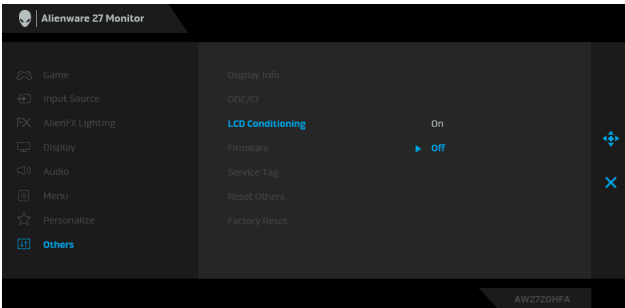 Alienware 27 Monitor
Game
Display Info
Input Source
DDC/CI
FX AlienFX Lighting
LCD Conditioning On
Display
Firmware Off
Audio
Service Tag
Menu
Reset Others
Personalize
Factory Reset
Others
AW2720HFA